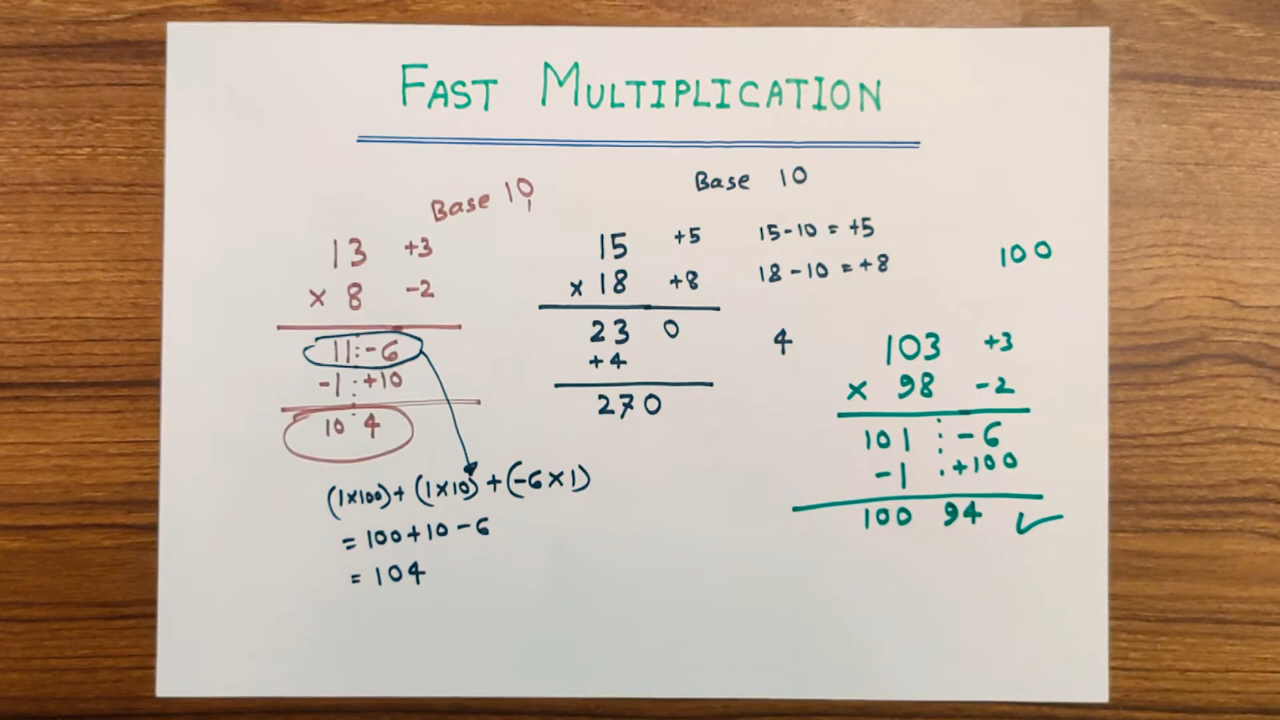 FAST MULTIPLICATION
Base 10
13 +3
× 8 -2
11 : -6
-1 : +10
10 4
(1×100) + (1×10) + (-6×1)
= 100+10-6
= 104
Base 10
15 +5 15-10 = +5
× 18 +8 18-10 = +8
23 0 4
+4
270
100
103 +3
× 98 -2
101 : -6
-1 : +100
100 94 ✓